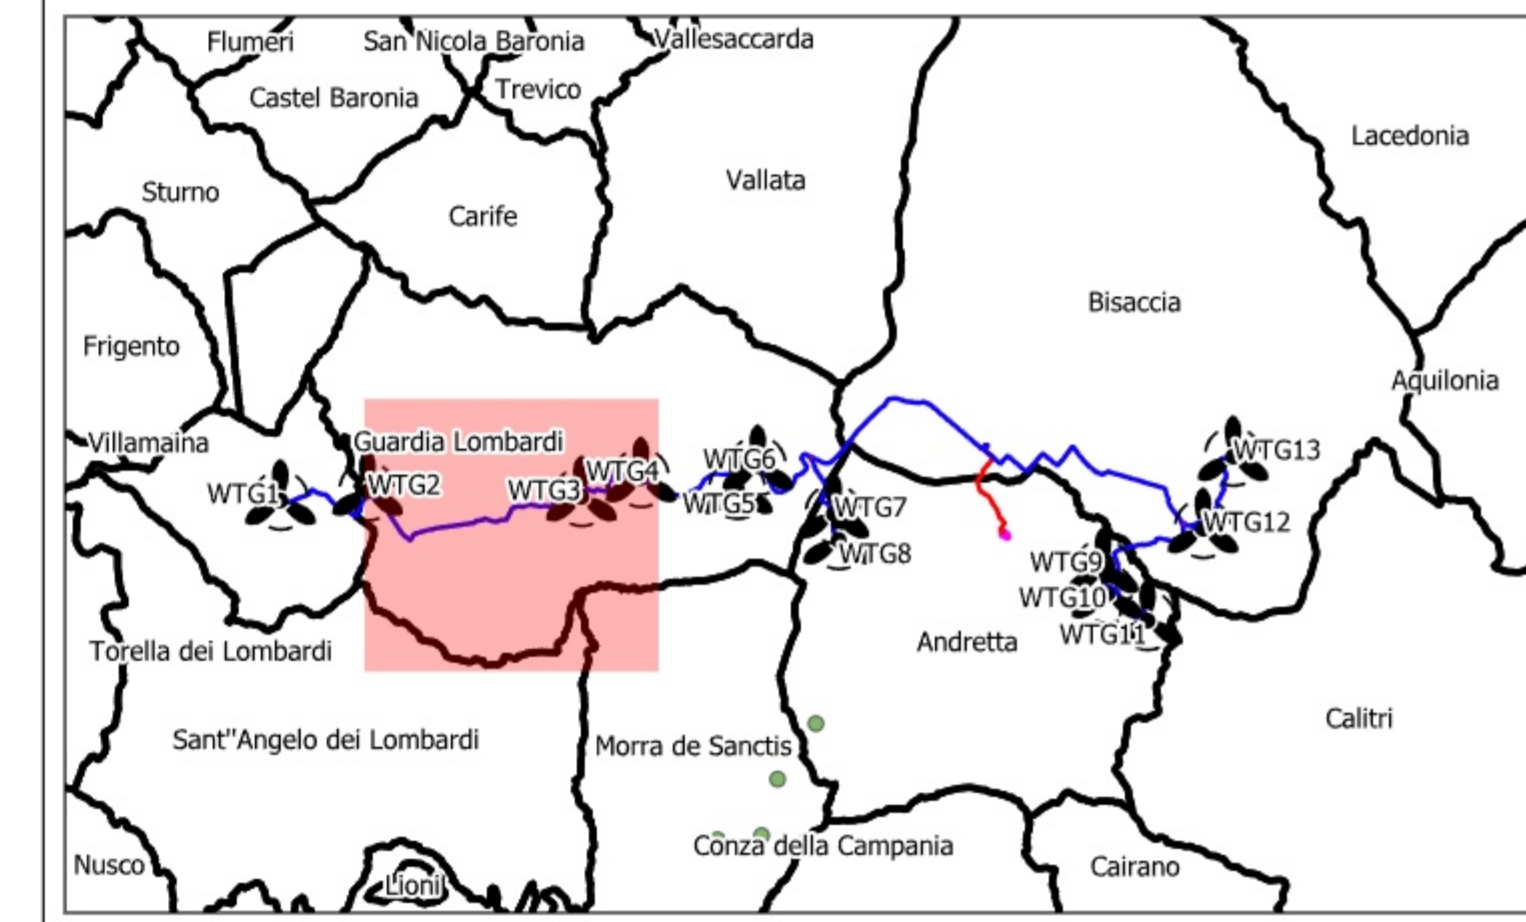 Flumeri
San Nicola Baronia
Vallesaccarda
Castel Baronia
Trevico
Lacedonia
Sturno
Vallata
Carife
Bisaccia
Frigento
Aquilonia
Villamaina
Guardia Lombardi
WTG13
WTG6
WTG4
WTG2
WTG1
WTG3
WTG5
WTG7
WTG12
WTG8
WTG9
WTG10
WTG11
Andretta
Torella dei Lombardi
Calitri
Sant"Angelo dei Lombardi
Morra de Sanctis
Conza della Campania
Nusco
Cairano
Lioni